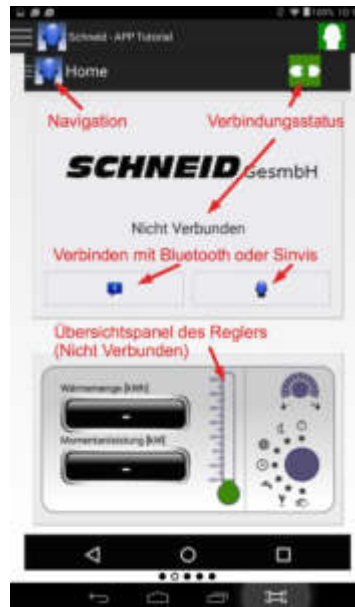 Schneid - APP Tutorial
Home
Navigation
Verbindungsstatus
SCHNEID GesmbH
Nicht Verbunden
Verbinden mit Bluetooth oder Sinvis
Übersichtspanel des Reglers
(Nicht Verbunden)
Wärmemenge [kWh]
-
Momentanleistung [kW]
-